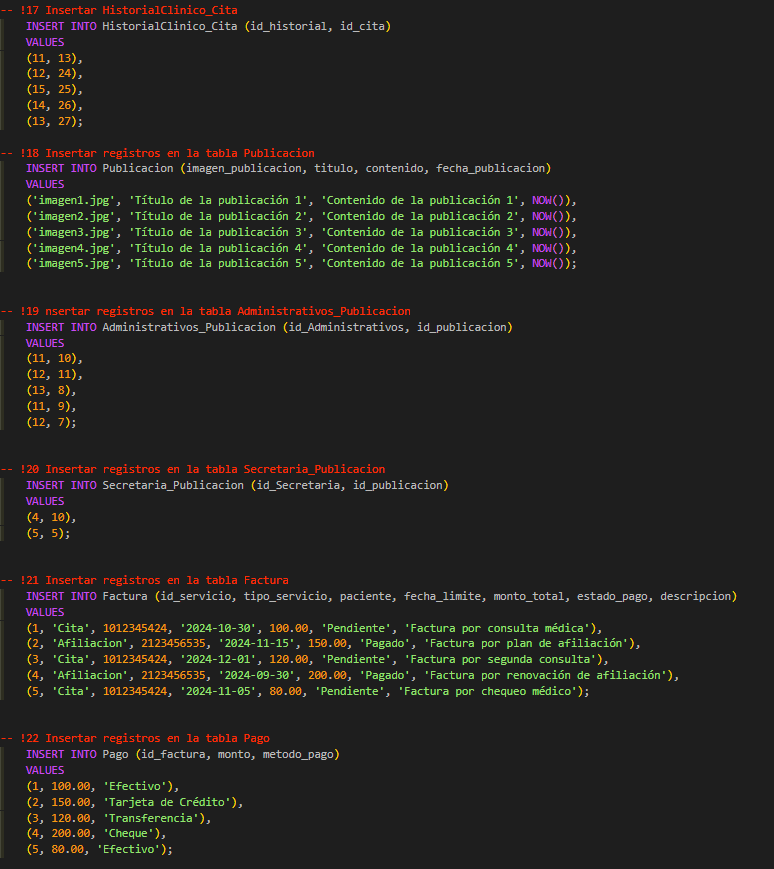 -- !17 Insertar HistorialClinico_Cita
INSERT INTO HistorialClinico_Cita (id_historial, id_cita)
VALUES
(11, 13),
(12, 24),
(15, 25),
(14, 26),
(13, 27);
-- !18 Insertar registros en la tabla Publicacion
INSERT INTO Publicacion (imagen_publicacion, titulo, contenido, fecha_publicacion)
VALUES
('imagen1.jpg', 'Título de la publicación 1', 'Contenido de la publicación 1', NOW()),
('imagen2.jpg', 'Título de la publicación 2', 'Contenido de la publicación 2', NOW()),
('imagen3.jpg', 'Título de la publicación 3', 'Contenido de la publicación 3', NOW()),
('imagen4.jpg', 'Título de la publicación 4', 'Contenido de la publicación 4', NOW()),
('imagen5.jpg', 'Título de la publicación 5', 'Contenido de la publicación 5', NOW());
-- !19 nsertar registros en la tabla Administrativos_Publicacion
INSERT INTO Administrativos_Publicacion (id_Administrativos, id_publicacion)
VALUES
(11, 10),
(12, 11),
(13, 8),
(11, 9),
(12, 7);
-- !20 Insertar registros en la tabla Secretaria_Publicacion
INSERT INTO Secretaria_Publicacion (id_Secretaria, id_publicacion)
VALUES
(4, 10),
(5, 5);
-- !21 Insertar registros en la tabla Factura
INSERT INTO Factura (id_servicio, tipo_servicio, paciente, fecha_limite, monto_total, estado_pago, descripcion)
VALUES
(1, 'Cita', 1012345424, '2024-10-30', 100.00, 'Pendiente', 'Factura por consulta médica'),
(2, 'Afiliacion', 2123456535, '2024-11-15', 150.00, 'Pagado', 'Factura por plan de afiliación'),
(3, 'Cita', 1012345424, '2024-12-01', 120.00, 'Pendiente', 'Factura por segunda consulta'),
(4, 'Afiliacion', 2123456535, '2024-09-30', 200.00, 'Pagado', 'Factura por renovación de afiliación'),
(5, 'Cita', 1012345424, '2024-11-05', 80.00, 'Pendiente', 'Factura por chequeo médico');
-- !22 Insertar registros en la tabla Pago
INSERT INTO Pago (id_factura, monto, metodo_pago)
VALUES
(1, 100.00, 'Efectivo'),
(2, 150.00, 'Tarjeta de Crédito'),
(3, 120.00, 'Transferencia'),
(4, 200.00, 'Cheque'),
(5, 80.00, 'Efectivo');